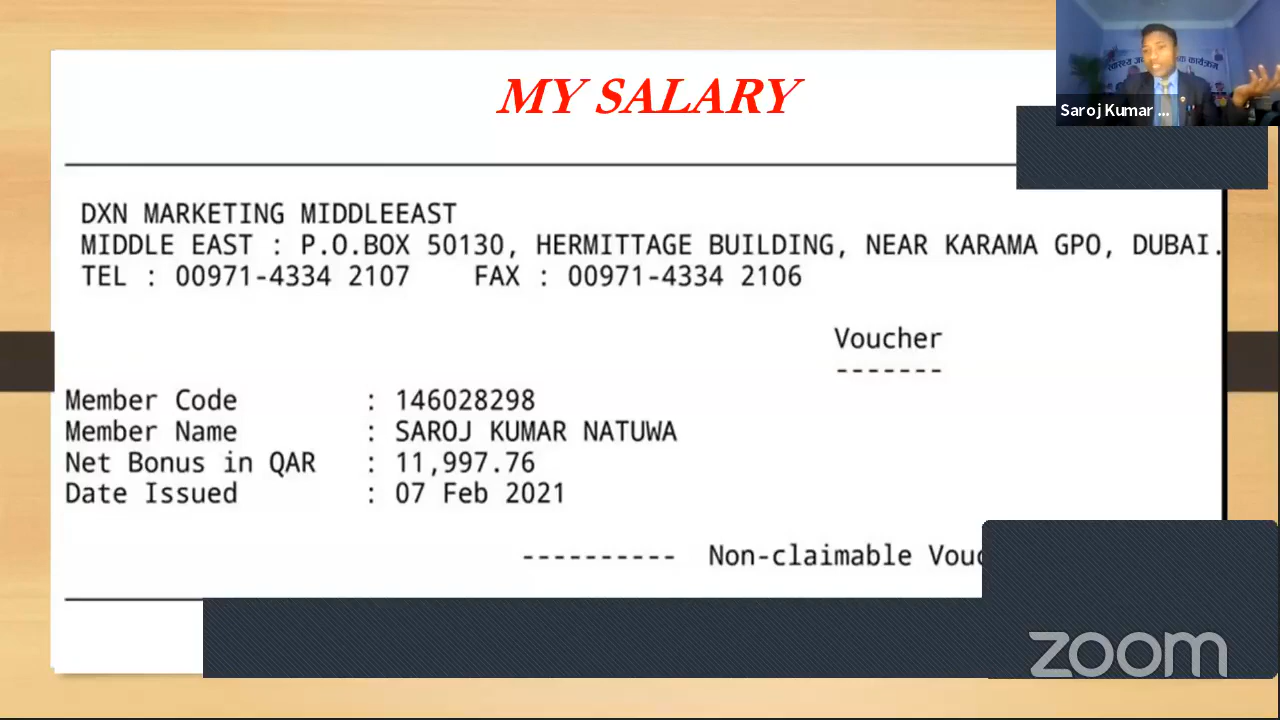 MY SALARY
Saroj Kumar ...
DXN MARKETING MIDDLEEAST
MIDDLE EAST : P.O.BOX 50130, HERMITTAGE BUILDING, NEAR KARAMA GPO, DUBAI.
TEL : 00971-4334 2107 FAX : 00971-4334 2106
Voucher
-------
Member Code : 146028298
Member Name : SAROJ KUMAR NATUWA
Net Bonus in QAR : 11,997.76
Date Issued : 07 Feb 2021
---------- Non-claimable
zoom